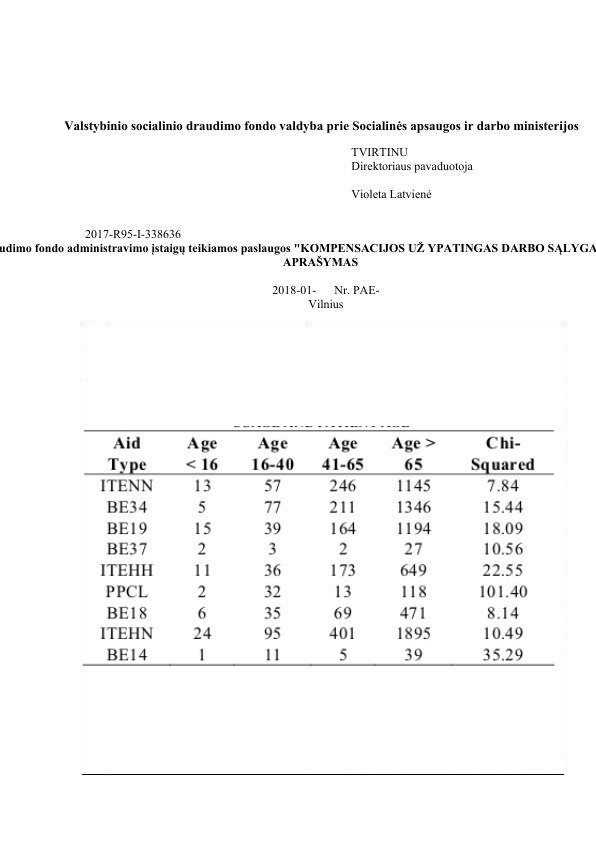 Valstybinio socialinio draudimo fondo valdyba prie Socialinės apsaugos ir darbo ministerijos
TVIRTINU
Direktoriaus pavaduotoja
Violeta Latvienė
2017-R95-I-338636
fondo administravimo įstaigų teikiamos paslaugos "KOMPENSACIJOS UŽ YPATINGAS DARBO
APRAŠYMAS
2018-01- Nr. PAE-
Vilnius
Aid Age Age Age Age > Chi-
Type < 16 16-40 41-65 65 Squared
ITENN 13 57 246 1145 7.84
BE34 5 77 211 1346 15.44
BE19 15 39 164 1194 18.09
BE37 2 3 2 27 10.56
ITEHH 11 36 173 649 22.55
PPCL 2 32 13 118 101.40
BE18 6 35 69 471 8.14
ITEHN 24 95 401 1895 10.49
BE14 1 11 5 39 35.29